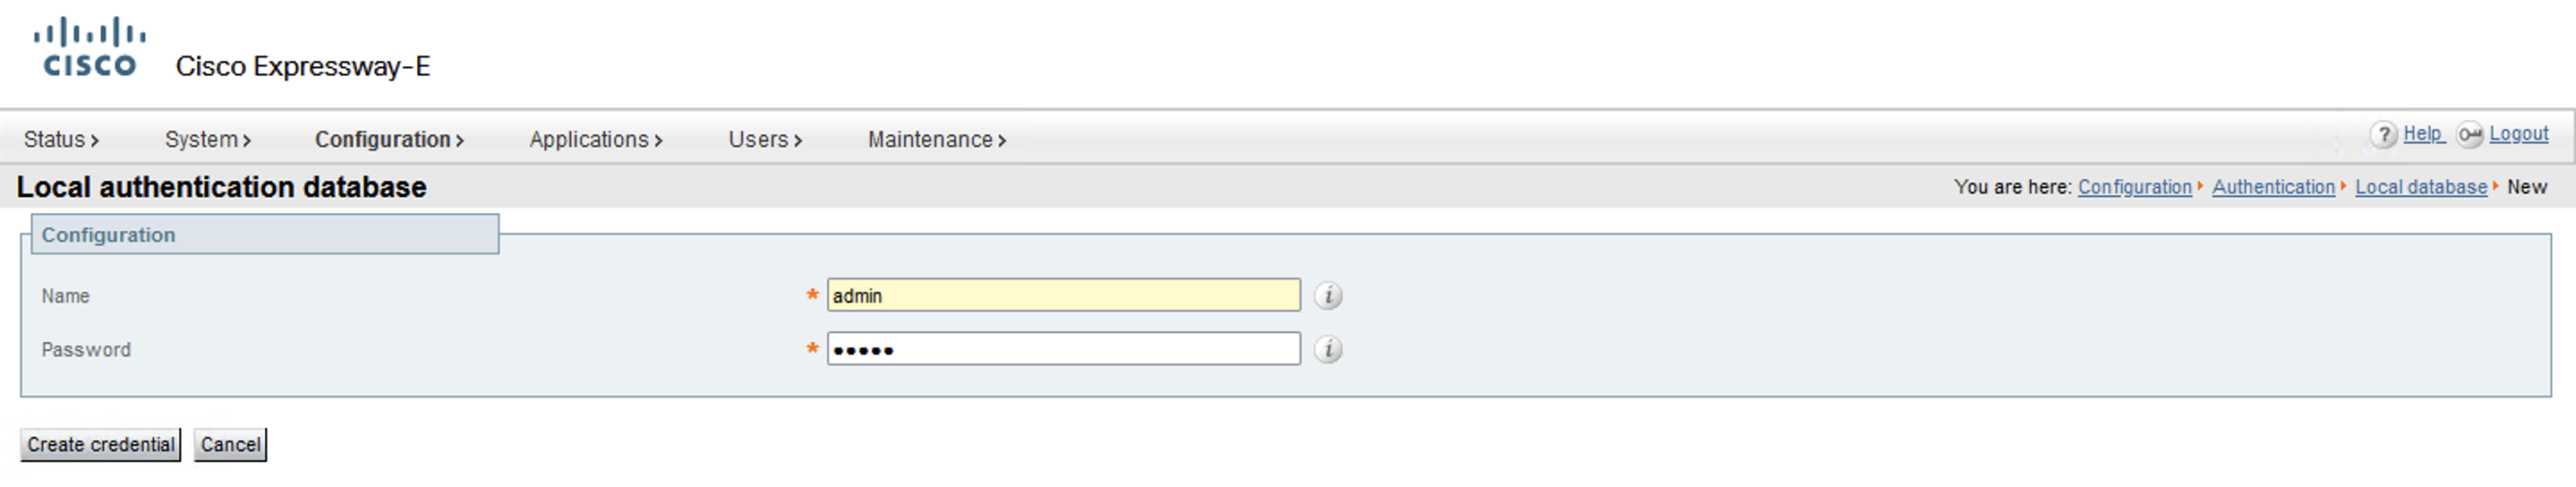 CISCO
Cisco Expressway-E
Status System Configuration Applications Users Maintenance Help Logout
Local authentication database You are here: Configuration Authentication Local database New
Configuration
Name * admin i
Password * ••••• i
Create credential Cancel